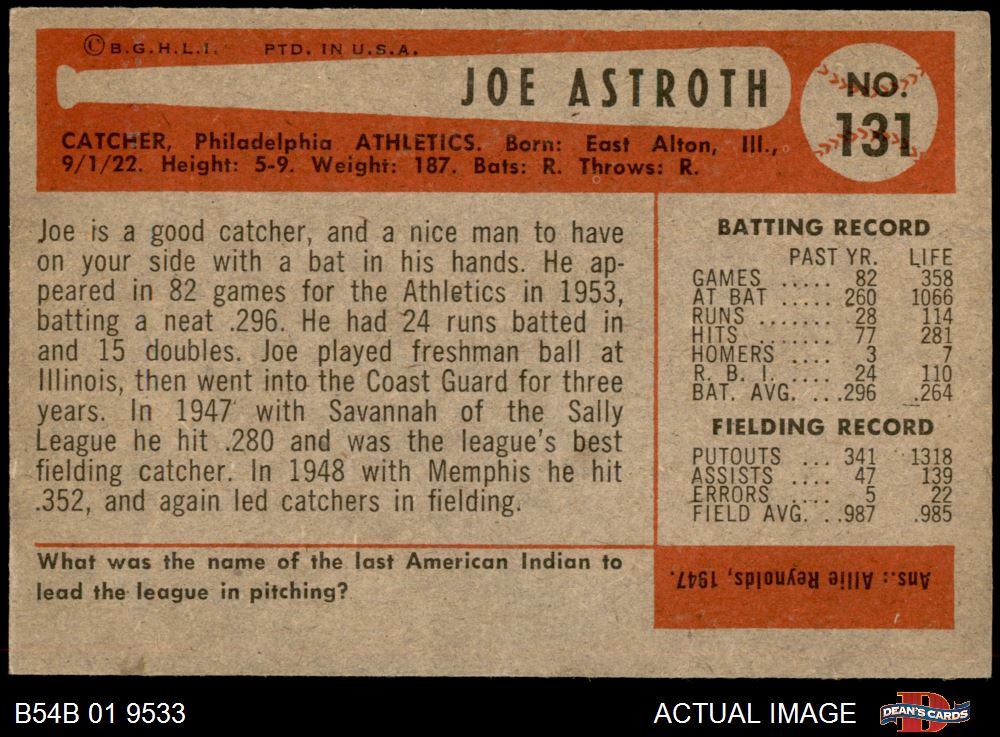 ©B.G.H.L.I. PTD. IN U.S.A.
JOE ASTROTH
NO.
131
CATCHER, Philadelphia ATHLETICS. Born: East Alton, Ill.,
9/1/22. Height: 5-9. Weight: 187. Bats: R. Throws: R.
Joe is a good catcher, and a nice man to have
on your side with a bat in his hands. He ap-
peared in 82 games for the Athletics in 1953,
batting a neat .296. He had 24 runs batted in
and 15 doubles. Joe played freshman ball at
Illinois, then went into the Coast Guard for three
years. In 1947 with Savannah of the Sally
League he hit .280 and was the league's best
fielding catcher. In 1948 with Memphis he hit
.352, and again led catchers in fielding.
What was the name of the last American Indian to
lead the league in pitching?
BATTING RECORD
PAST YR. LIFE
GAMES ..... 82 358
AT BAT ..... 260 1066
RUNS ....... 28 114
HITS ........ 77 281
HOMERS .... 3 7
R. B. I. ..... 24 110
BAT. AVG. ...296 .264
FIELDING RECORD
PUTOUTS ... 341 1318
ASSISTS .... 47 139
ERRORS .... 5 22
FIELD AVG. ..987 .985
Ans.: Allie Reynolds, 1947.
B54B 01 9533
ACTUAL IMAGE
DEAN'S CARDS